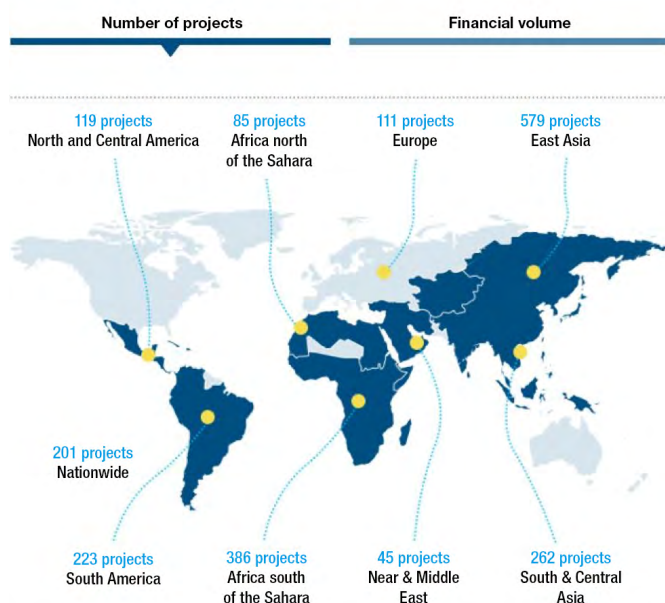 Number of projects
Financial volume
119 projects
North and Central America
85 projects
Africa north
of the Sahara
111 projects
Europe
579 projects
East Asia
201 projects
Nationwide
223 projects
South America
386 projects
Africa south
of the Sahara
45 projects
Near & Middle
East
262 projects
South & Central
Asia